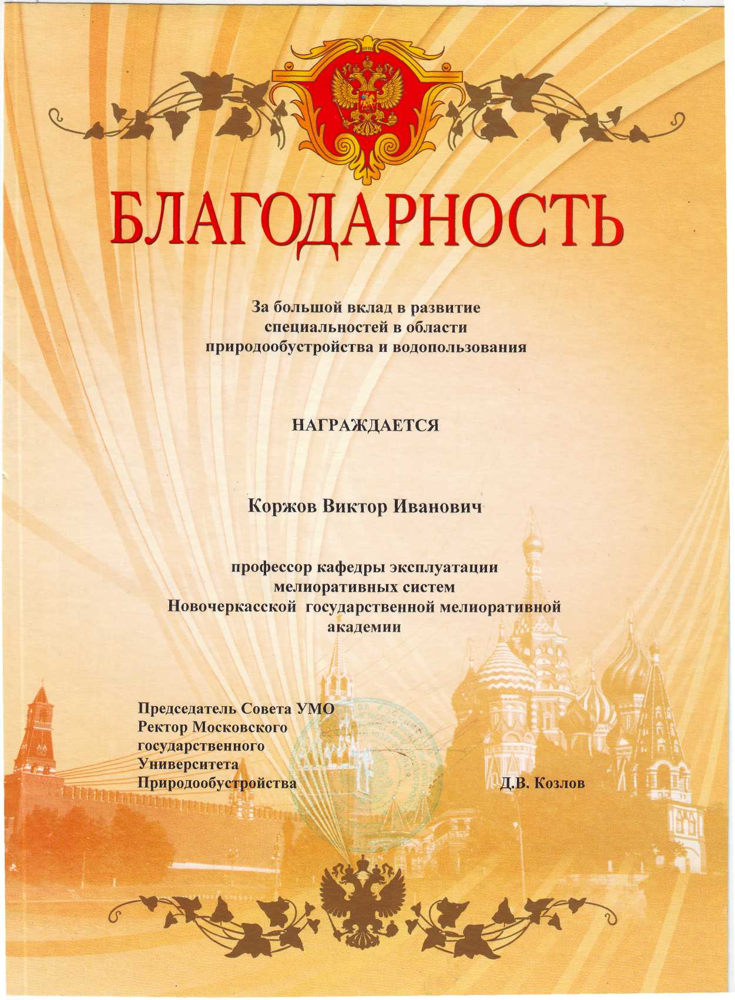 БЛАГОДАРНОСТЬ
За большой вклад в развитие
специальностей в области
природообустройства и водопользования
НАГРАЖДАЕТСЯ
Коржов Виктор Иванович
профессор кафедры эксплуатации
мелиоративных систем
Новочеркасской государственной мелиоративной
академии
Председатель Совета УМО
Ректор Московского
государственного
Университета
Природообустройства
Д.В. Козлов